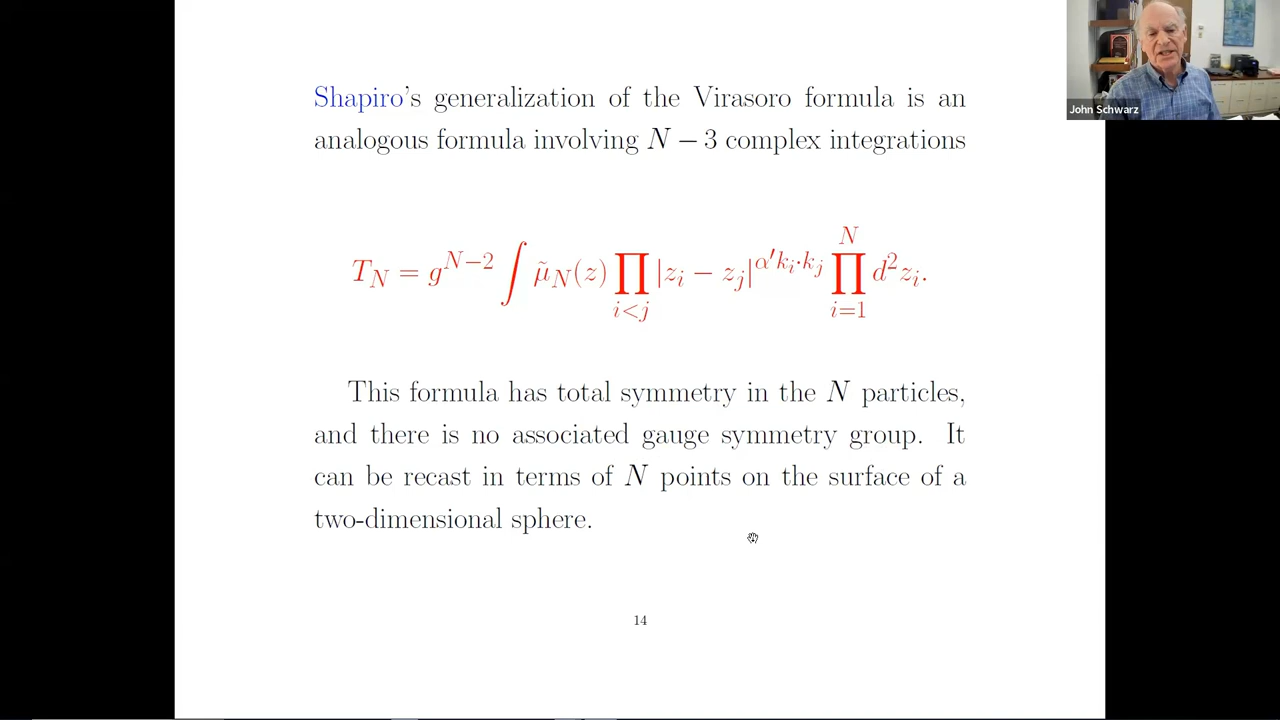 Shapiro's generalization of the Virasoro formula is an
analogous formula involving N − 3 complex integrations
T_N = g^{N−2} ∫ μ̃_N(z) ∏_{i<j} |z_i − z_j|^{α′k_i·k_j} ∏_{i=1}^{N} d²z_i.
This formula has total symmetry in the N particles,
and there is no associated gauge symmetry group. It
can be recast in terms of N points on the surface of a
two-dimensional sphere.
14
John Schwarz